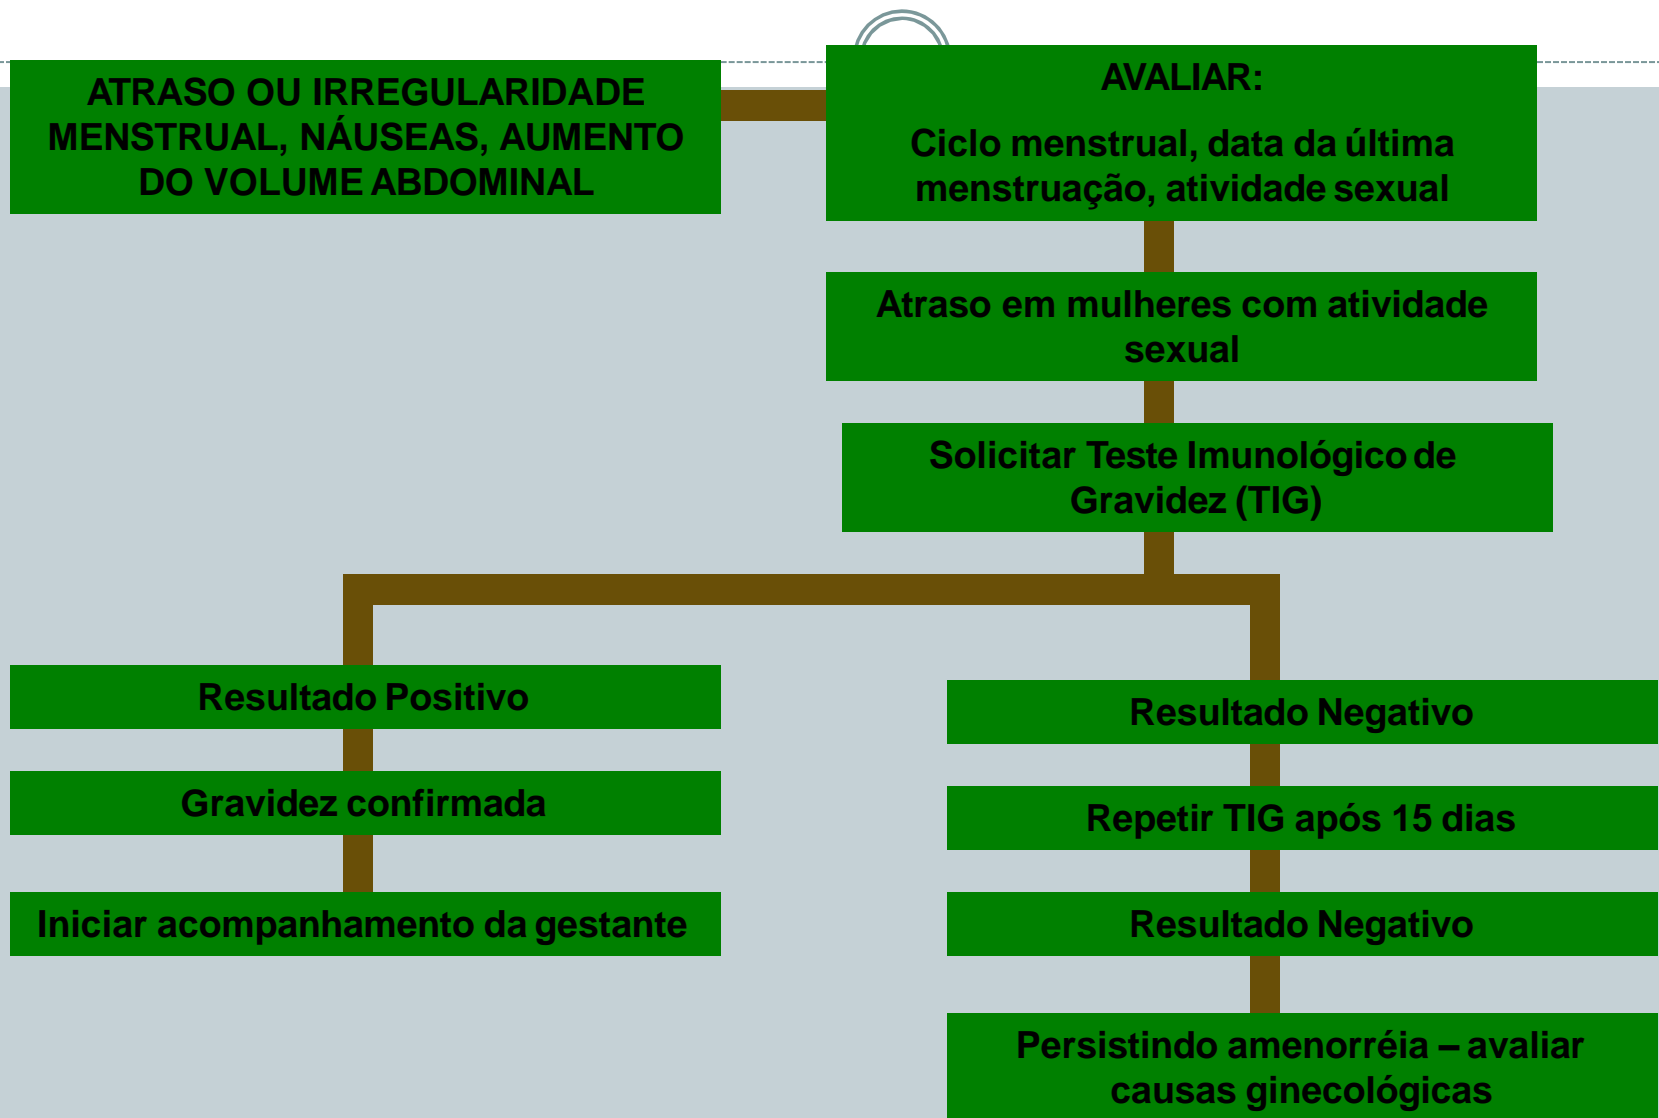 ATRASO OU IRREGULARIDADE
MENSTRUAL, NÁUSEAS, AUMENTO
DO VOLUME ABDOMINAL
AVALIAR:
Ciclo menstrual, data da última
menstruação, atividade sexual
Atraso em mulheres com atividade
sexual
Solicitar Teste Imunológico de
Gravidez (TIG)
Resultado Positivo
Gravidez confirmada
Iniciar acompanhamento da gestante
Resultado Negativo
Repetir TIG após 15 dias
Resultado Negativo
Persistindo amenorréia – avaliar
causas ginecológicas